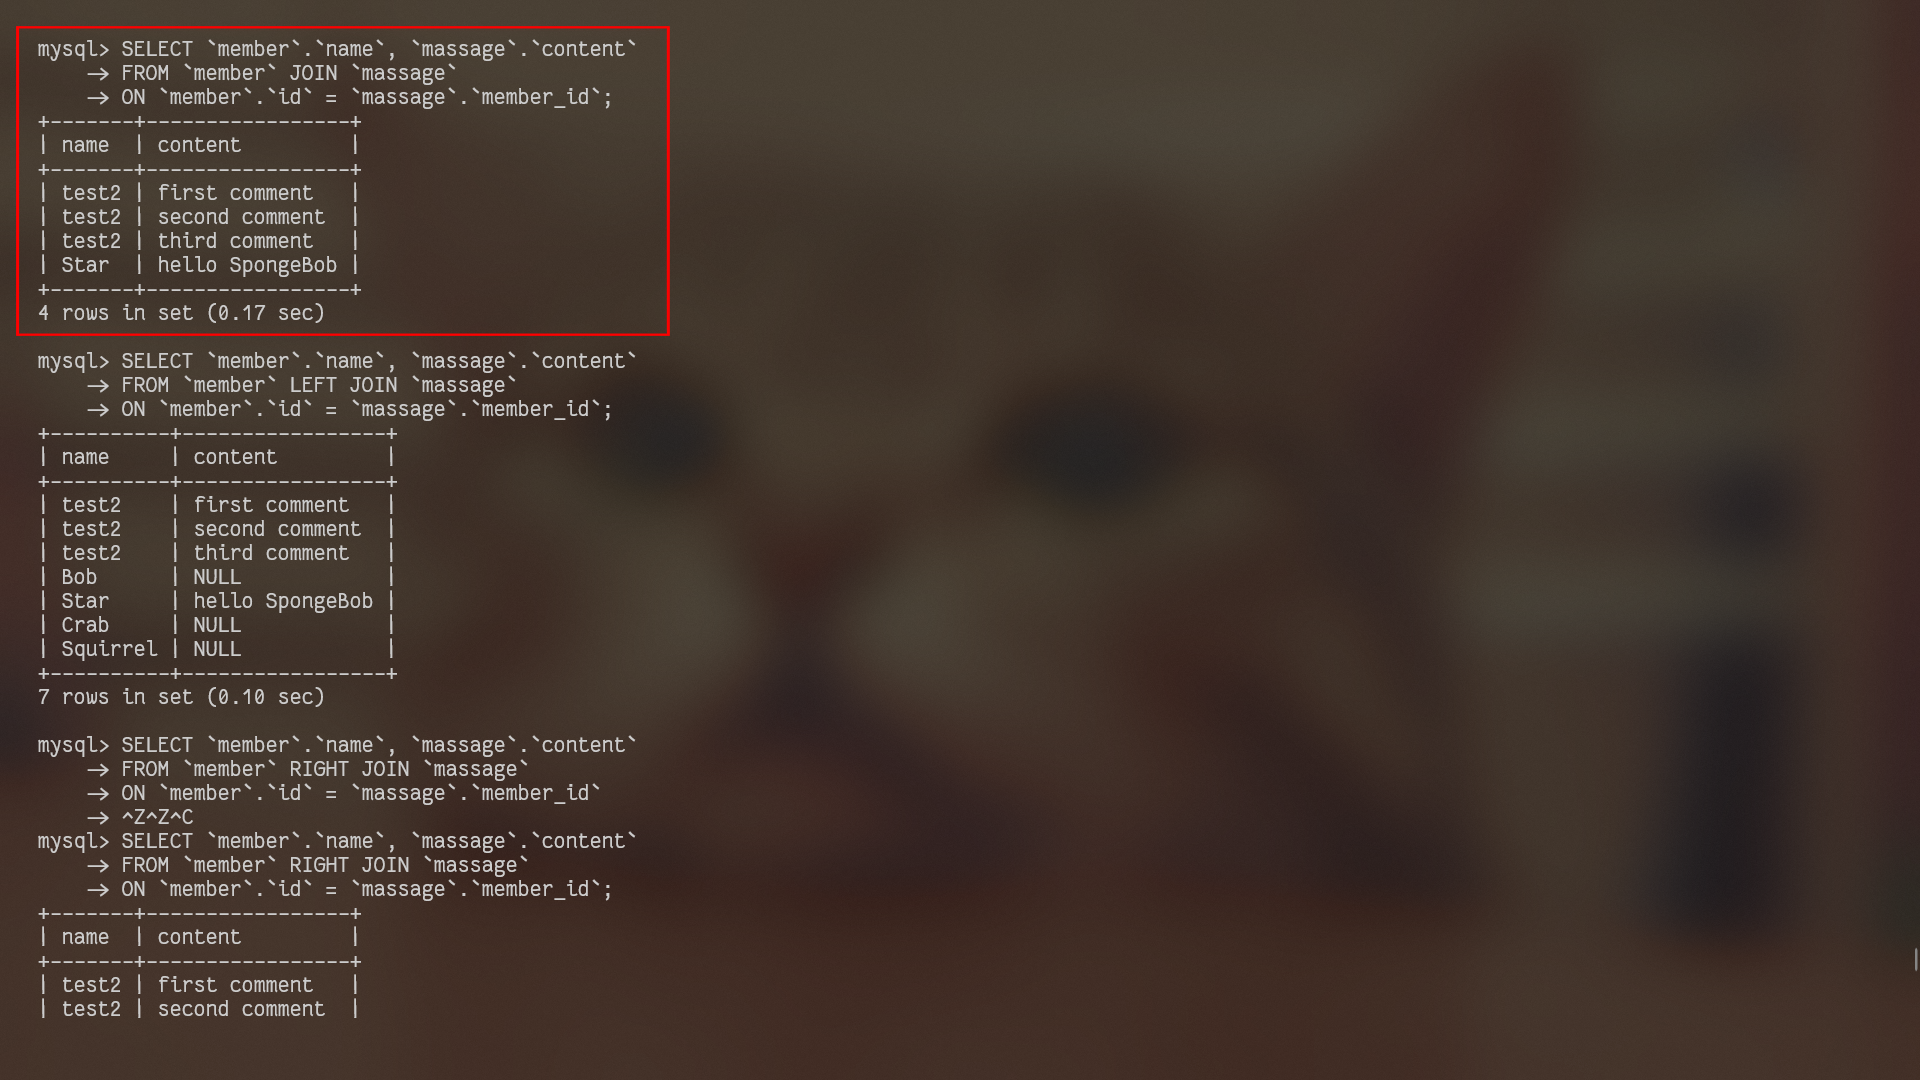 mysql> SELECT `member`.`name`, `massage`.`content`
    -> FROM `member` JOIN `massage`
    -> ON `member`.`id` = `massage`.`member_id`;
+-------+-----------------+
| name  | content         |
+-------+-----------------+
| test2 | first comment   |
| test2 | second comment  |
| test2 | third comment   |
| Star  | hello SpongeBob |
+-------+-----------------+
4 rows in set (0.17 sec)
mysql> SELECT `member`.`name`, `massage`.`content`
    -> FROM `member` LEFT JOIN `massage`
    -> ON `member`.`id` = `massage`.`member_id`;
+----------+-----------------+
| name     | content         |
+----------+-----------------+
| test2    | first comment   |
| test2    | second comment  |
| test2    | third comment   |
| Bob      | NULL            |
| Star     | hello SpongeBob |
| Crab     | NULL            |
| Squirrel | NULL            |
+----------+-----------------+
7 rows in set (0.10 sec)
mysql> SELECT `member`.`name`, `massage`.`content`
    -> FROM `member` RIGHT JOIN `massage`
    -> ON `member`.`id` = `massage`.`member_id`
    -> ^Z^Z^C
mysql> SELECT `member`.`name`, `massage`.`content`
    -> FROM `member` RIGHT JOIN `massage`
    -> ON `member`.`id` = `massage`.`member_id`;
+-------+-----------------+
| name  | content         |
+-------+-----------------+
| test2 | first comment   |
| test2 | second comment  |